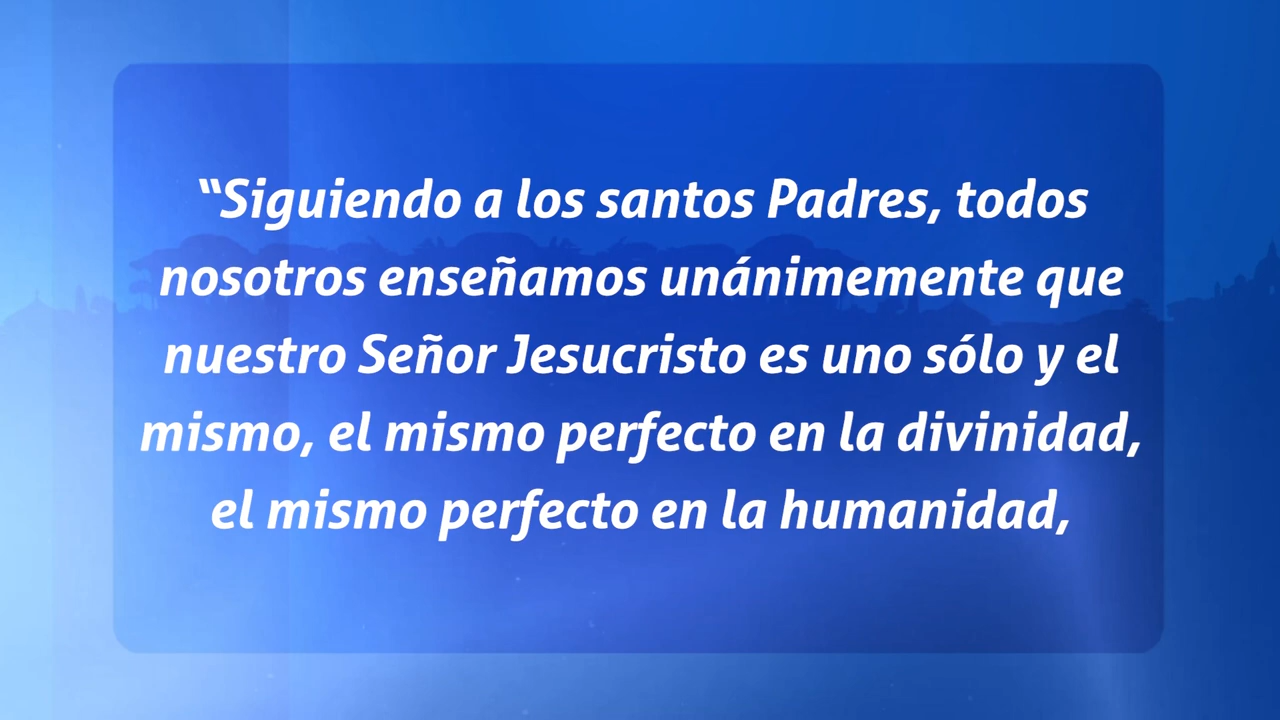 “Siguiendo a los santos Padres, todos
nosotros enseñamos unánimemente que
nuestro Señor Jesucristo es uno sólo y el
mismo, el mismo perfecto en la divinidad,
el mismo perfecto en la humanidad,